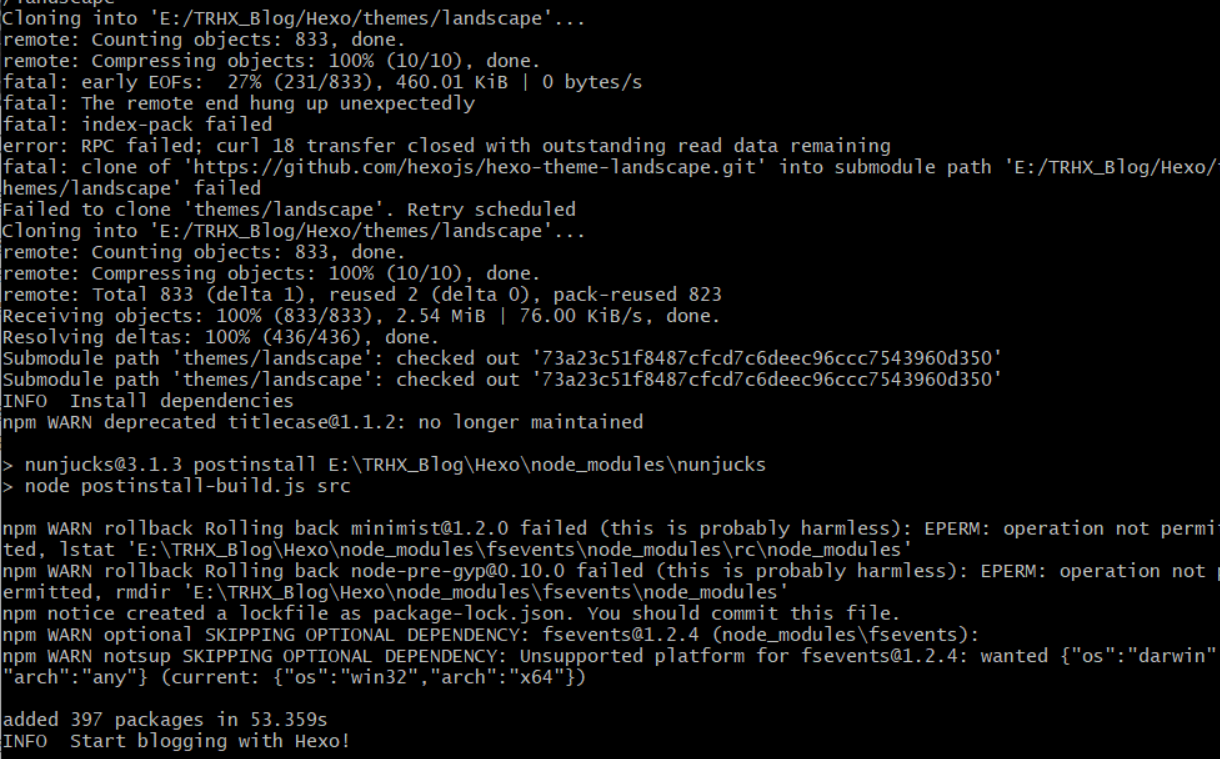 /landscape
Cloning into 'E:/TRHX_Blog/Hexo/themes/landscape'...
remote: Counting objects: 833, done.
remote: Compressing objects: 100% (10/10), done.
fatal: early EOFs:  27% (231/833), 460.01 KiB | 0 bytes/s
fatal: The remote end hung up unexpectedly
fatal: index-pack failed
error: RPC failed; curl 18 transfer closed with outstanding read data remaining
fatal: clone of 'https://github.com/hexojs/hexo-theme-landscape.git' into submodule path 'E:/TRHX_Blog/Hexo/t
hemes/landscape' failed
Failed to clone 'themes/landscape'. Retry scheduled
Cloning into 'E:/TRHX_Blog/Hexo/themes/landscape'...
remote: Counting objects: 833, done.
remote: Compressing objects: 100% (10/10), done.
remote: Total 833 (delta 1), reused 2 (delta 0), pack-reused 823
Receiving objects: 100% (833/833), 2.54 MiB | 76.00 KiB/s, done.
Resolving deltas: 100% (436/436), done.
Submodule path 'themes/landscape': checked out '73a23c51f8487cfcd7c6deec96ccc7543960d350'
Submodule path 'themes/landscape': checked out '73a23c51f8487cfcd7c6deec96ccc7543960d350'
INFO  Install dependencies
npm WARN deprecated titlecase@1.1.2: no longer maintained
> nunjucks@3.1.3 postinstall E:\TRHX_Blog\Hexo\node_modules\nunjucks
> node postinstall-build.js src
npm WARN rollback Rolling back minimist@1.2.0 failed (this is probably harmless): EPERM: operation not permit
ted, lstat 'E:\TRHX_Blog\Hexo\node_modules\fsevents\node_modules\rc\node_modules'
npm WARN rollback Rolling back node-pre-gyp@0.10.0 failed (this is probably harmless): EPERM: operation not p
ermitted, rmdir 'E:\TRHX_Blog\Hexo\node_modules\fsevents\node_modules'
npm notice created a lockfile as package-lock.json. You should commit this file.
npm WARN optional SKIPPING OPTIONAL DEPENDENCY: fsevents@1.2.4 (node_modules\fsevents):
npm WARN notsup SKIPPING OPTIONAL DEPENDENCY: Unsupported platform for fsevents@1.2.4: wanted {"os":"darwin"
"arch":"any"} (current: {"os":"win32","arch":"x64"})
added 397 packages in 53.359s
INFO  Start blogging with Hexo!